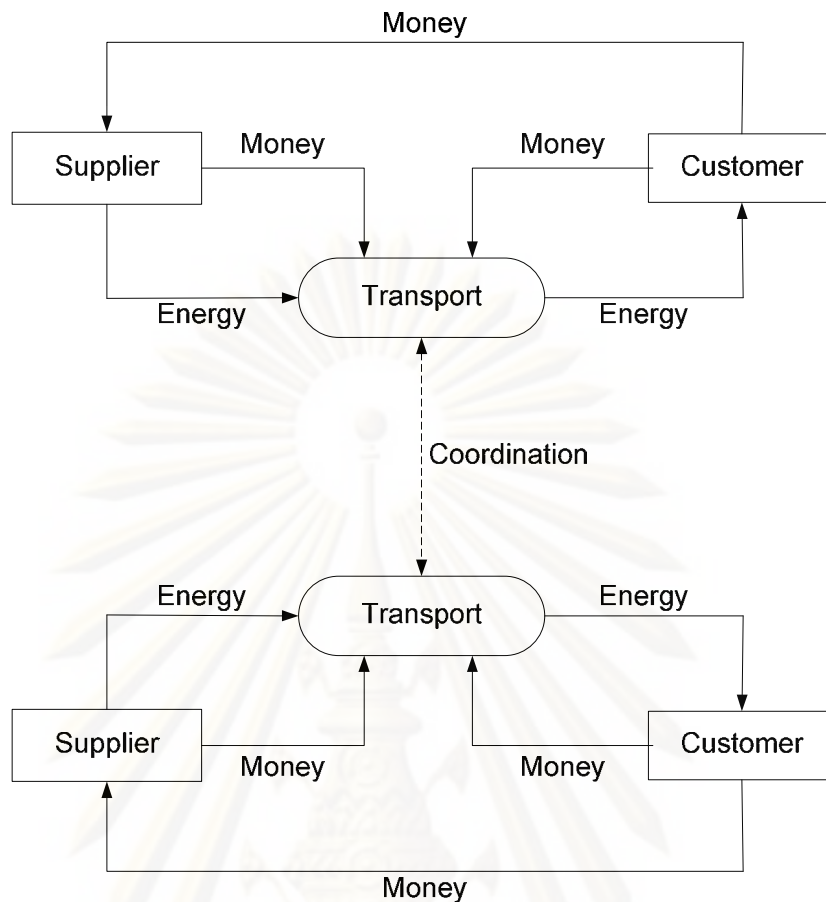 Money
Supplier
Money
Money
Customer
Energy
Transport
Energy
Coordination
Energy
Transport
Energy
Supplier
Money
Money
Customer
Money